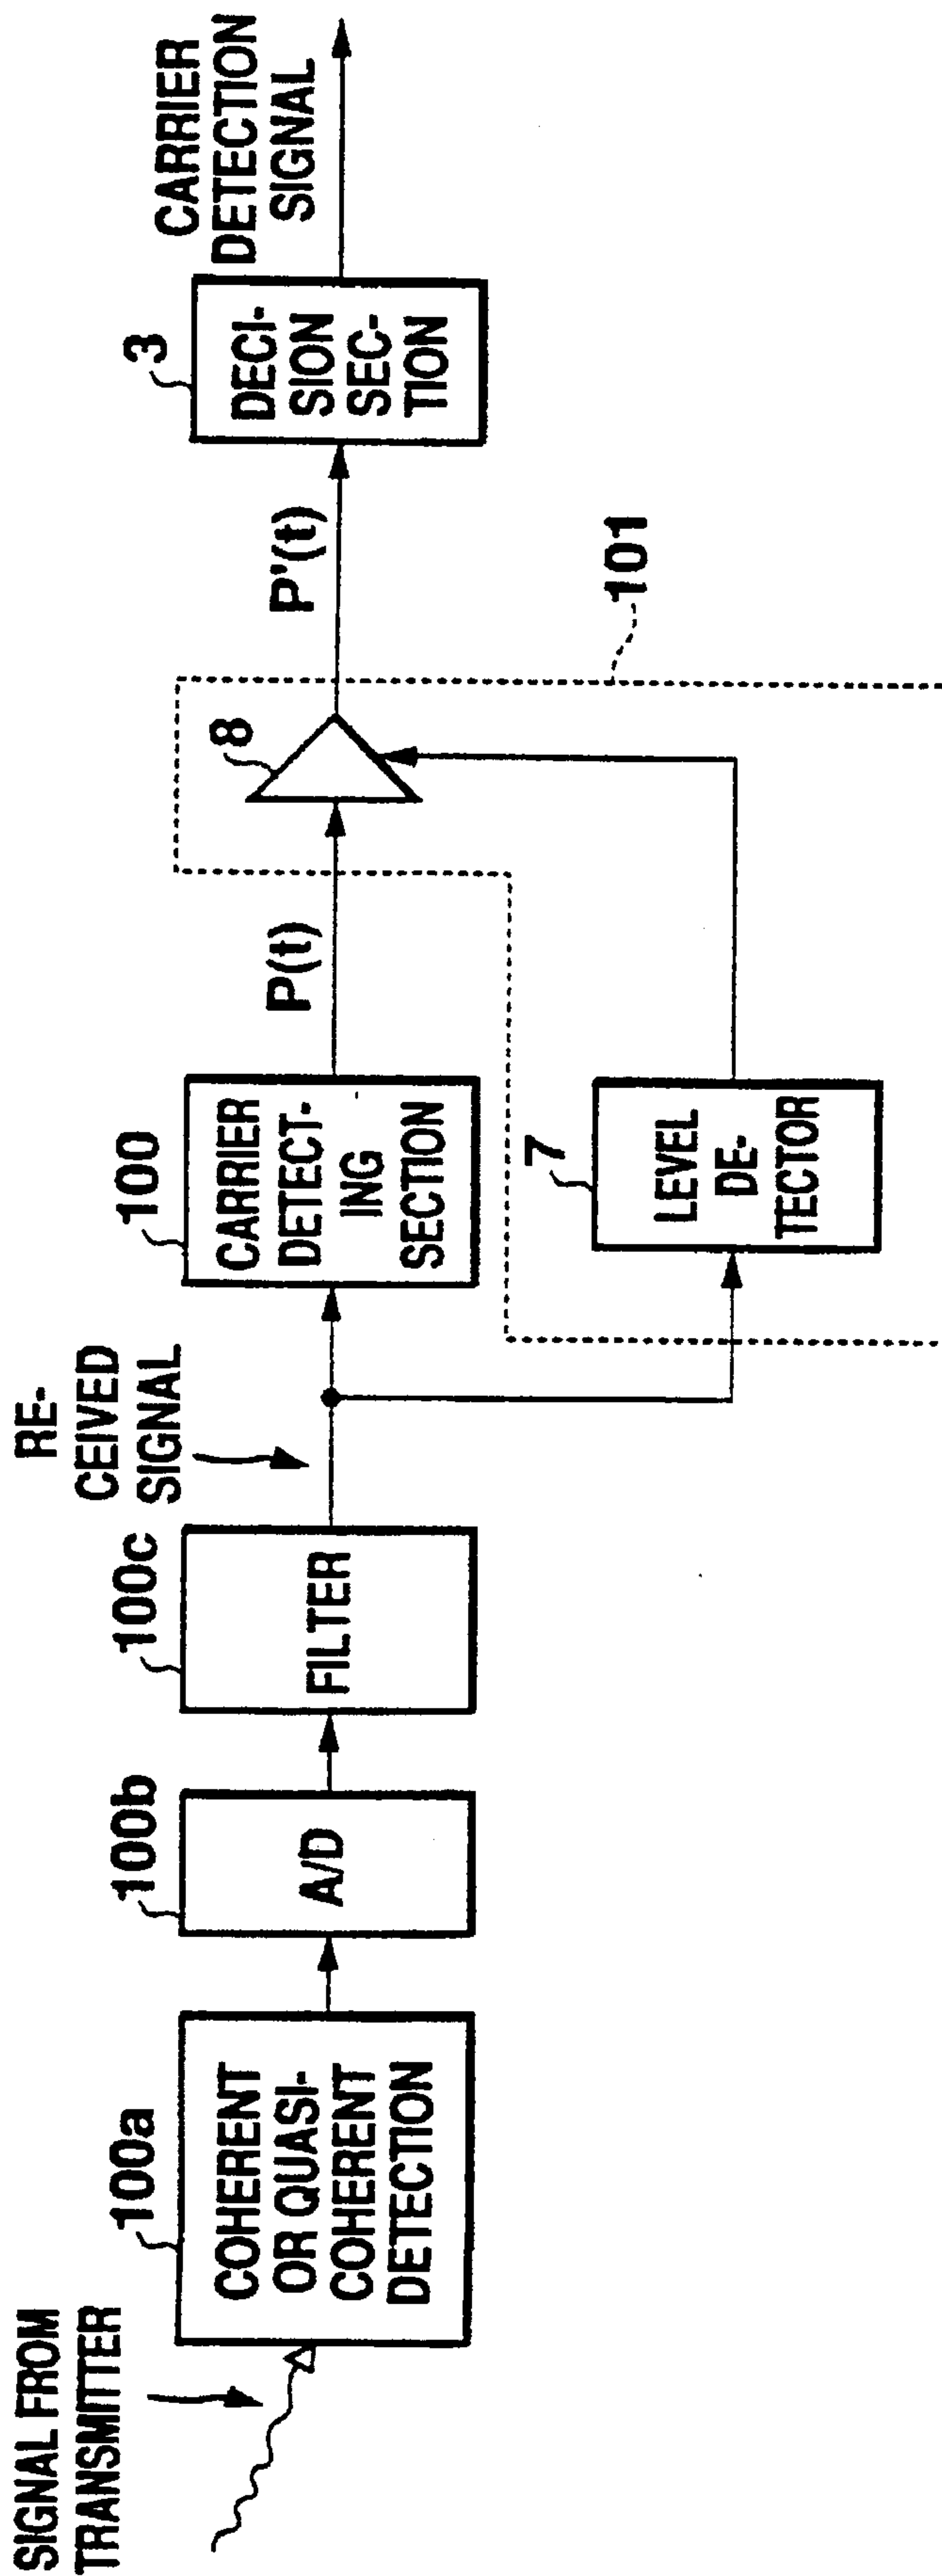 SIGNAL FROM
TRANSMITTER
100a
COHERENT
OR QUASI-
COHERENT
DETECTION
100b
A/D
100c
FILTER
RE-
CEIVED
SIGNAL
100
CARRIER
DETECT-
ING
SECTION
P(t)
7
LEVEL
DE-
TECTOR
8
101
P'(t)
3
DECI-
SION
SEC-
TION
CARRIER
DETECTION
SIGNAL